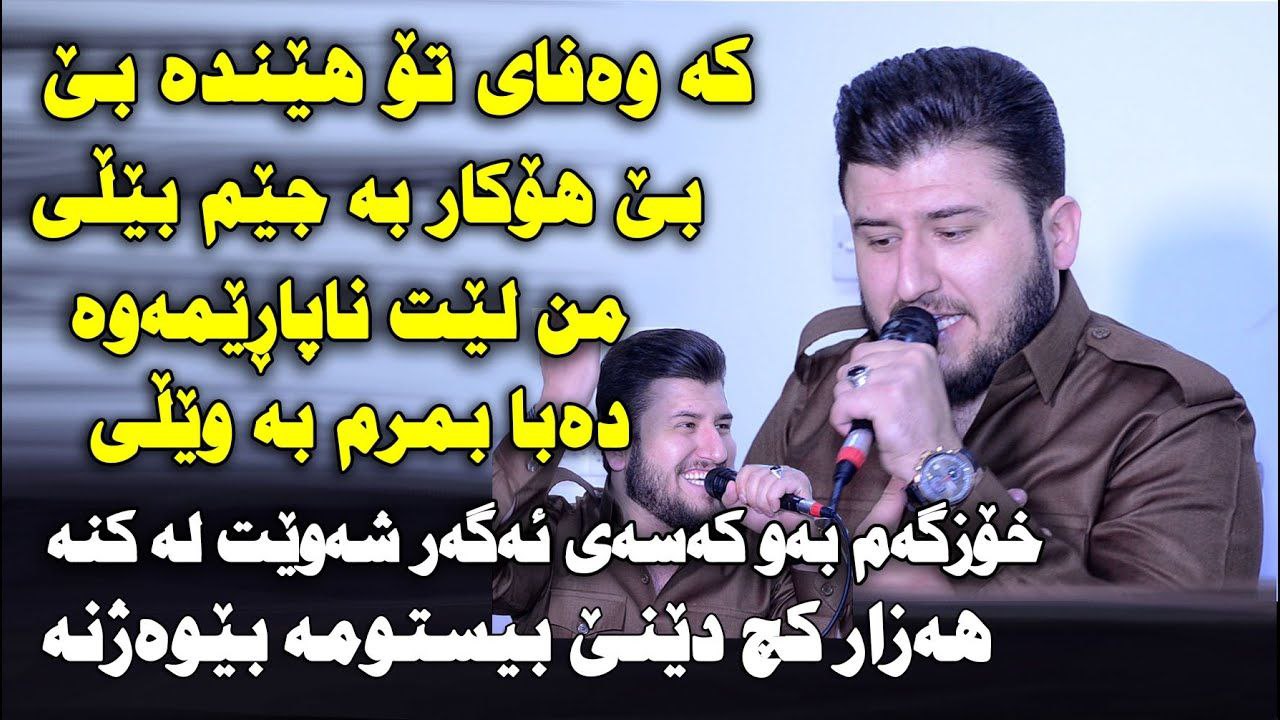 کە وەفای تۆ هێندە بێ
بێ هۆکار بە جێم بێڵی
من لێت ناپاڕێمەوە
دەبا بمرم بە وێڵی
خۆزگەم بەو کەسەی ئەگەر شەوێت لە کنە
هەزار کچ دێنێ بیستومە بێوەژنە